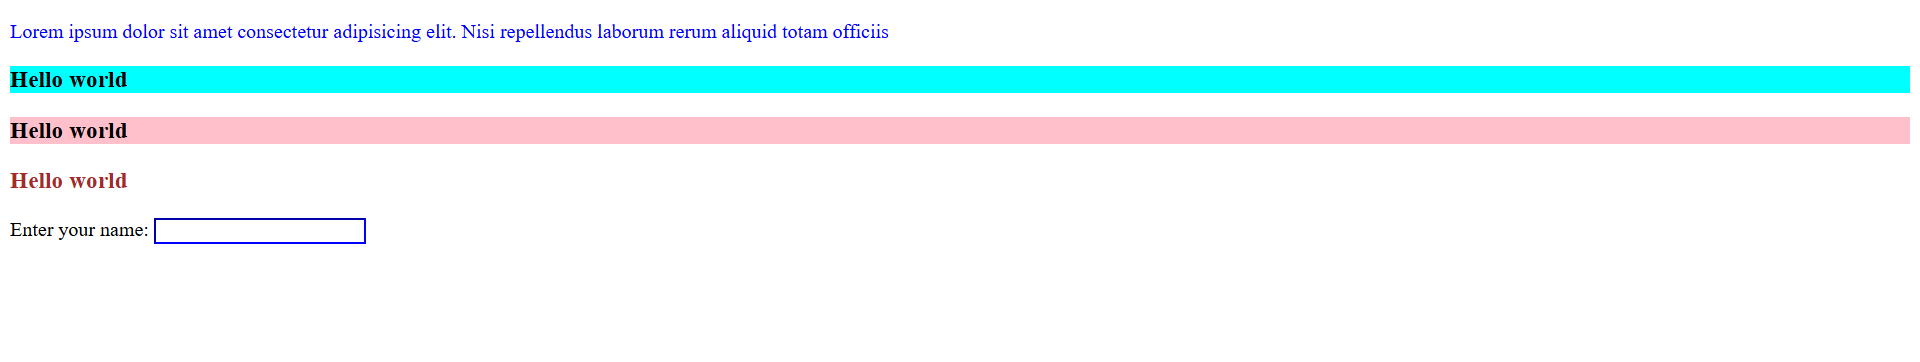 Lorem ipsum dolor sit amet consectetur adipisicing elit. Nisi repellendus laborum rerum aliquid totam officiis
Hello world
Hello world
Hello world
Enter your name: